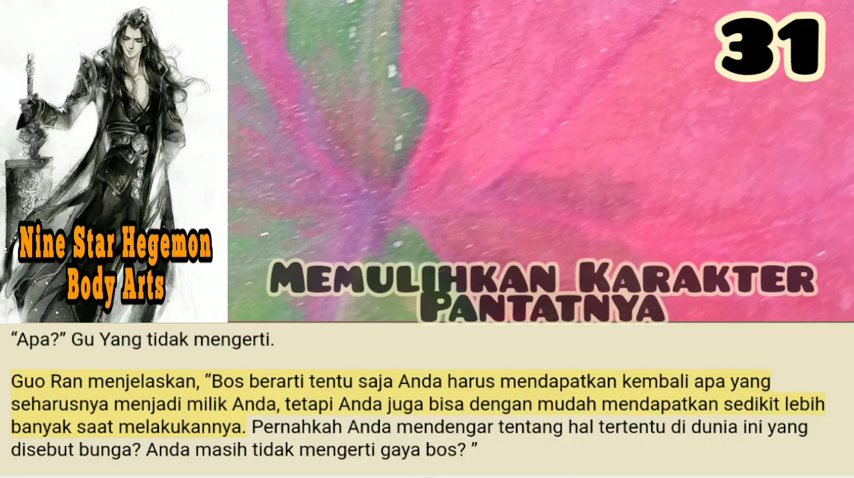 31
Nine Star Hegemon
Body Arts
Memulihkan Karakter
Pantatnya
“Apa?” Gu Yang tidak mengerti.
Guo Ran menjelaskan, “Bos berarti tentu saja Anda harus mendapatkan kembali apa yang
seharusnya menjadi milik Anda, tetapi Anda juga bisa dengan mudah mendapatkan sedikit lebih
banyak saat melakukannya. Pernahkah Anda mendengar tentang hal tertentu di dunia ini yang
disebut bunga? Anda masih tidak mengerti gaya bos? ”